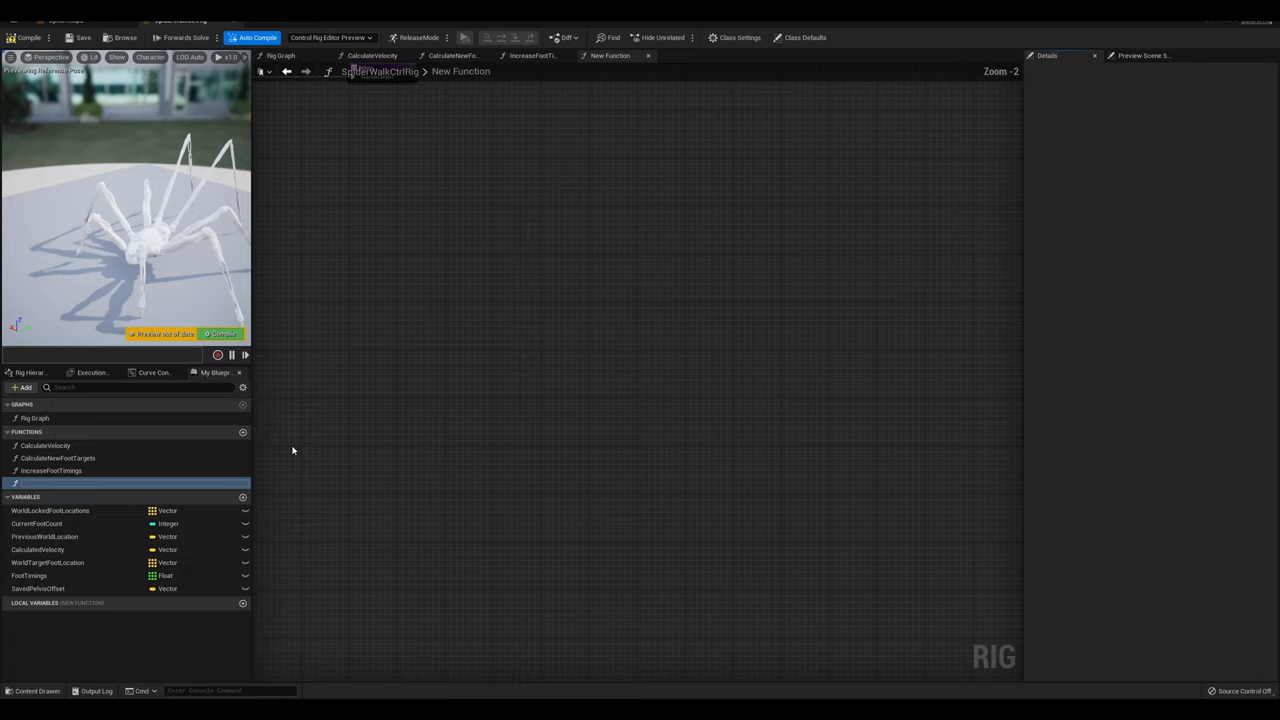 Compile
Save
Browse
Forwards Solve
Auto Compile
Control Rig Editor Preview
ReleaseMode
Diff
Find
Hide Unrelated
Class Settings
Class Defaults
Perspective
Lit
Show
Character
LOD Auto
x1.0
Previewing Reference Pose
Rig Graph
CalculateVelocity
CalculateNewFo...
IncreaseFootTi...
New Function
Details
Preview Scene S...
SpiderWalkCtrlRig > New Function
Zoom -2
Preview out of date
Compile
Rig Hierar...
Execution...
Curve Con...
My Bluepr...
+ Add
Search
GRAPHS
Rig Graph
FUNCTIONS
CalculateVelocity
CalculateNewFootTargets
IncreaseFootTimings
VARIABLES
WorldLockedFootLocations Vector
CurrentFootCount Integer
PreviousWorldLocation Vector
CalculatedVelocity Vector
WorldTargetFootLocation Vector
FootTimings Float
SavedPelvisOffset Vector
LOCAL VARIABLES (NEW FUNCTION)
RIG
Content Drawer
Output Log
Cmd
Enter Console Command
Source Control Off